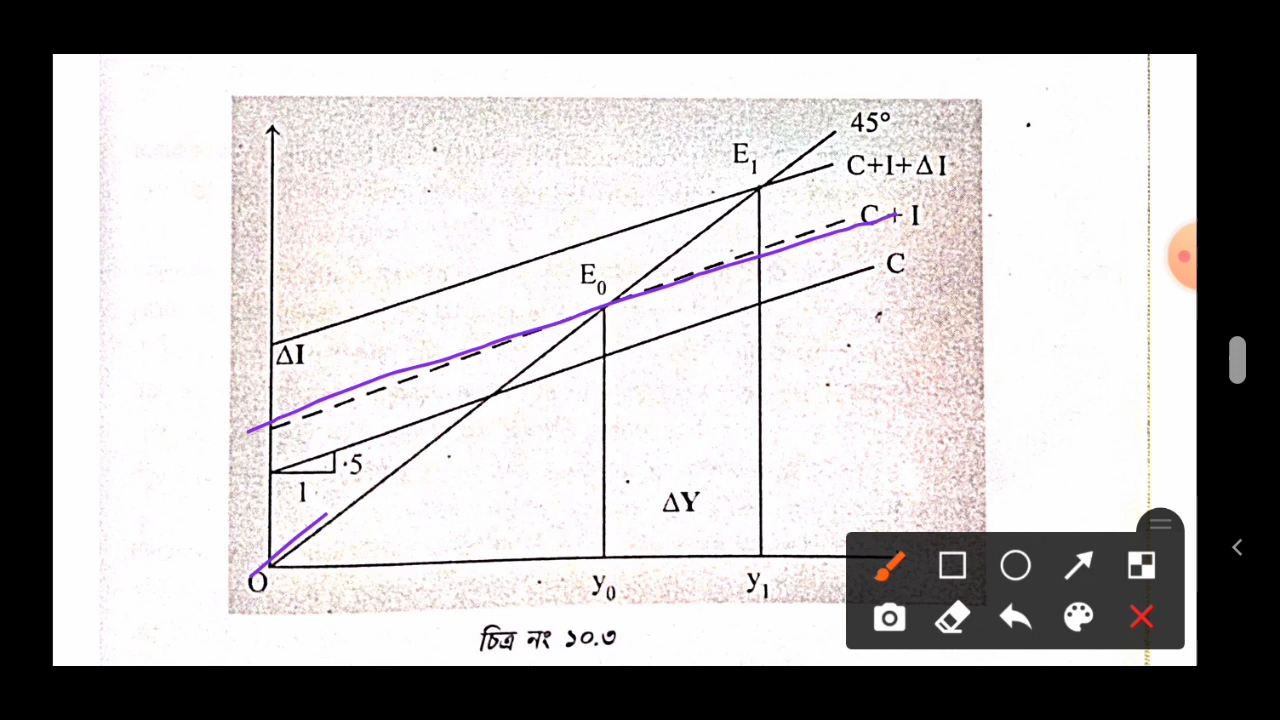 45°
E₁
C+I+ΔI
C + I
E₀
C
ΔI
·5
1
ΔY
O
y₀
y₁
চিত্র নং ১০.৩